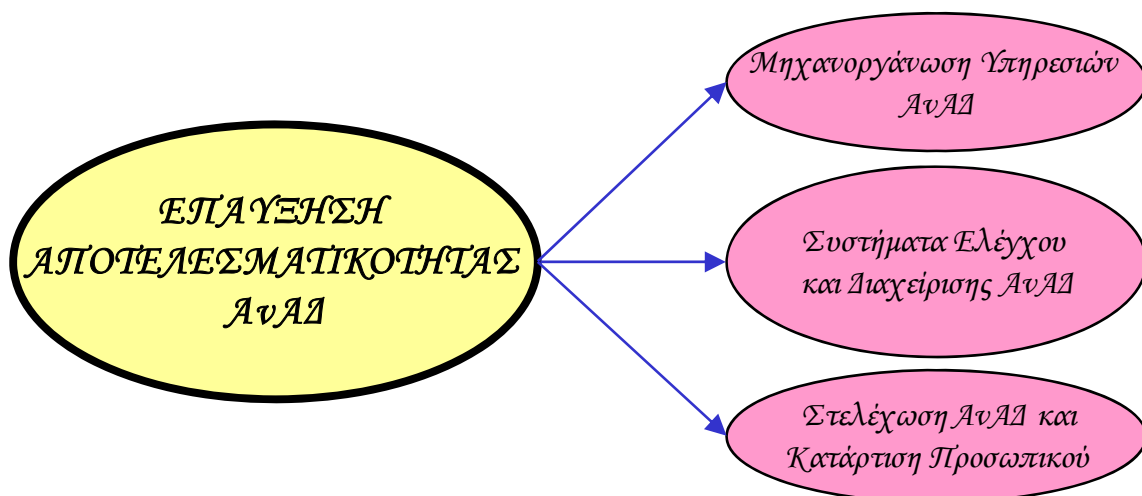 ΕΠΑΥΞΗΣΗ
ΑΠΟΤΕΛΕΣΜΑΤΙΚΟΤΗΤΑΣ
ΑνΑΔ
Μηχανοργάνωση Υπηρεσιών
ΑνΑΔ
Συστήματα Ελέγχου
και Διαχείρισης ΑνΑΔ
Στελέχωση ΑνΑΔ και
Κατάρτιση Προσωπικού